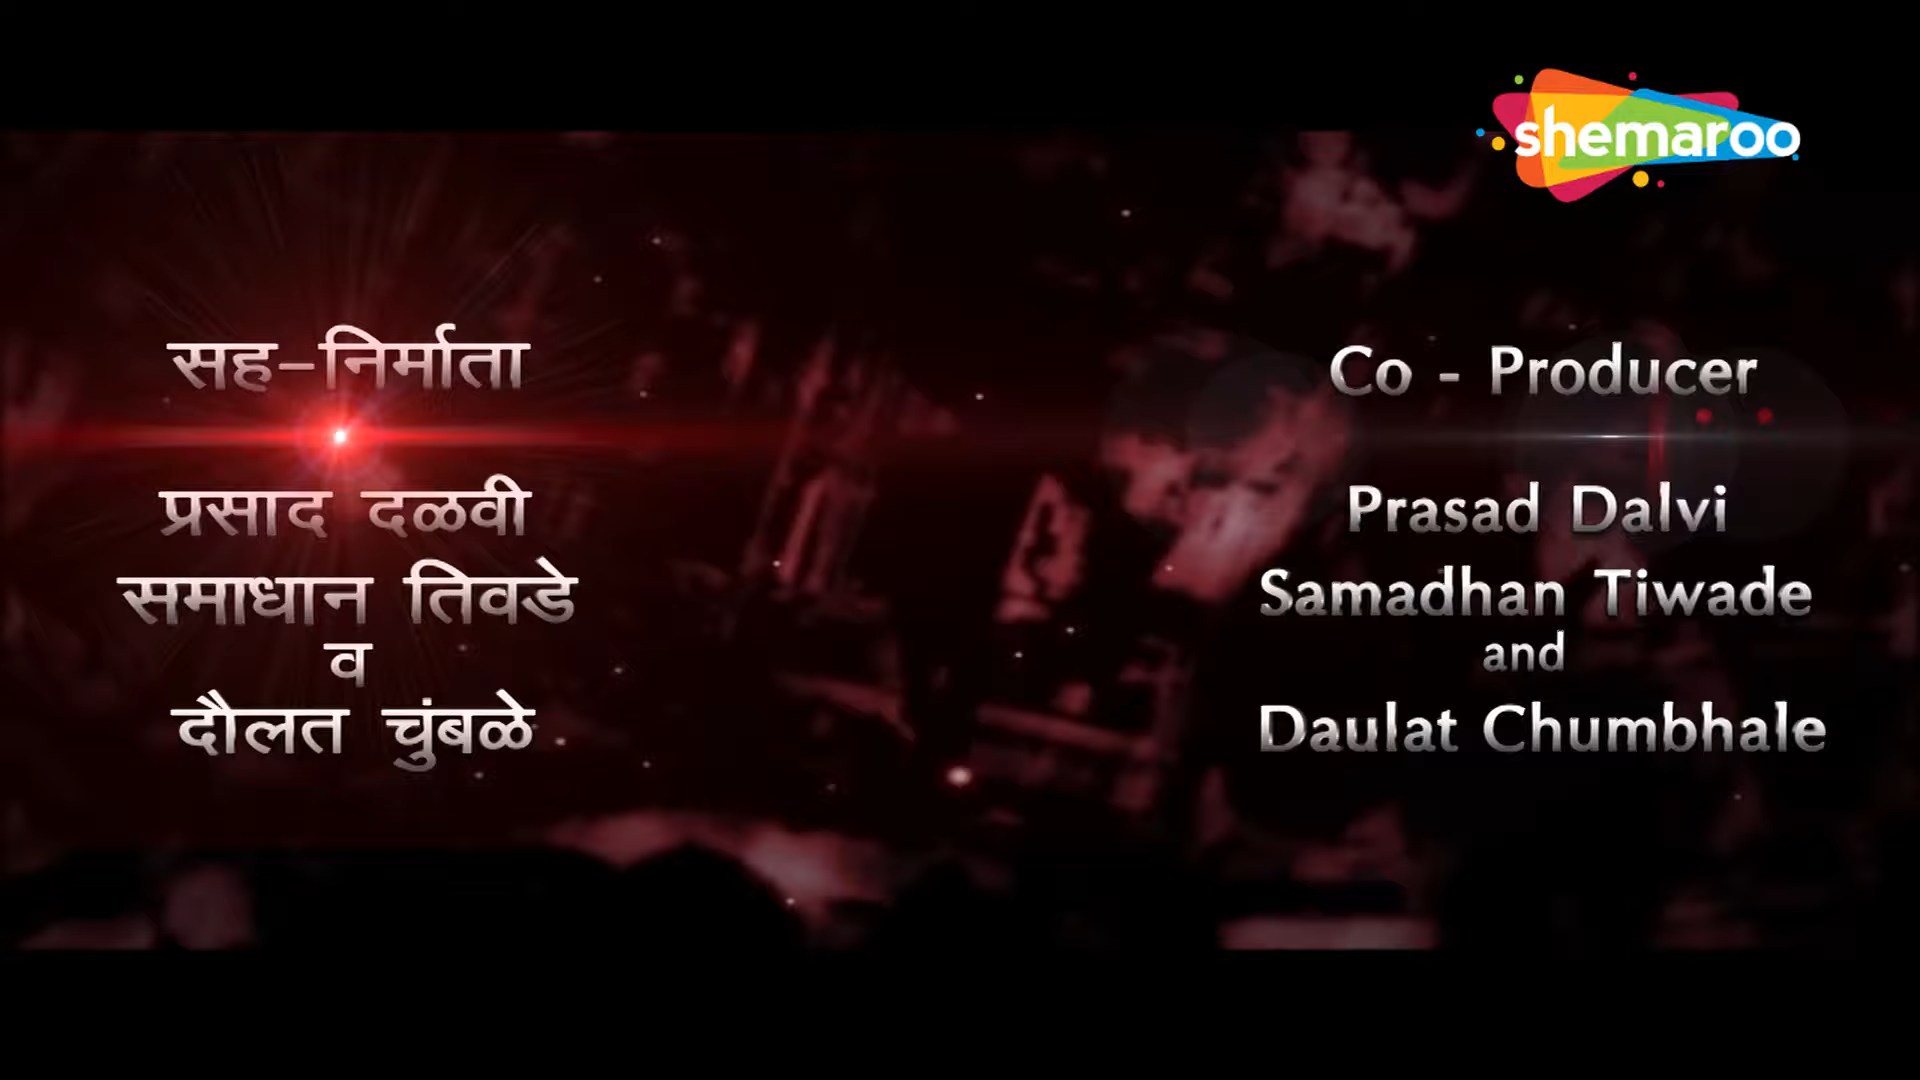 shemaroo
सह-निर्माता
प्रसाद दळवी
समाधान तिवडे
व
दौलत चुंबळे
Co - Producer
Prasad Dalvi
Samadhan Tiwade
and
Daulat Chumbhale